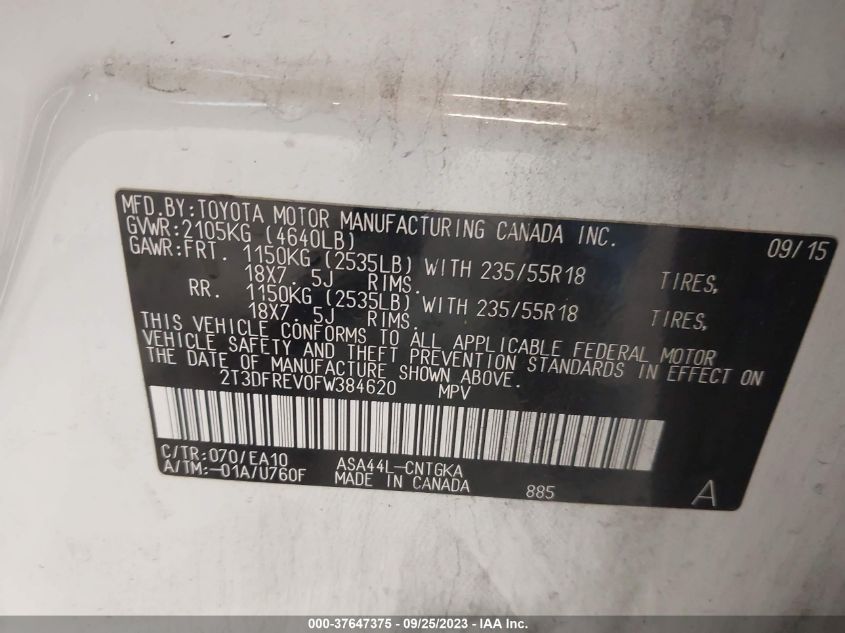 MFD.BY:TOYOTA MOTOR MANUFACTURING CANADA INC.
GVWR:2105KG (4640LB) 09/15
GAWR:FRT. 1150KG (2535LB) WITH 235/55R18 TIRES,
18X7.5J RIMS.
RR. 1150KG (2535LB) WITH 235/55R18 TIRES,
18X7.5J RIMS.
THIS VEHICLE CONFORMS TO ALL APPLICABLE FEDERAL MOTOR
VEHICLE SAFETY AND THEFT PREVENTION STANDARDS IN EFFECT ON
THE DATE OF MANUFACTURE SHOWN ABOVE.
2T3DFREV0FW384620 MPV
C/TR:070/EA10 ASA44L-CNTGKA
A/TM:-01A/U760F MADE IN CANADA 885 A
000-37647375 - 09/25/2023 - IAA Inc.